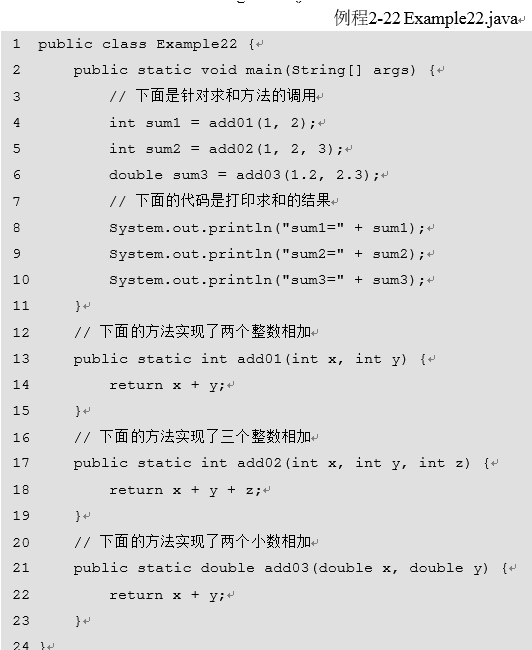 例程2-22 Example22.java
1 public class Example22 {↵
2     public static void main(String[] args) {↵
3         // 下面是针对求和方法的调用↵
4         int sum1 = add01(1, 2);↵
5         int sum2 = add02(1, 2, 3);↵
6         double sum3 = add03(1.2, 2.3);↵
7         // 下面的代码是打印求和的结果↵
8         System.out.println("sum1=" + sum1);↵
9         System.out.println("sum2=" + sum2);↵
10         System.out.println("sum3=" + sum3);↵
11     }↵
12     // 下面的方法实现了两个整数相加↵
13     public static int add01(int x, int y) {↵
14         return x + y;↵
15     }↵
16     // 下面的方法实现了三个整数相加↵
17     public static int add02(int x, int y, int z) {↵
18         return x + y + z;↵
19     }↵
20     // 下面的方法实现了两个小数相加↵
21     public static double add03(double x, double y) {↵
22         return x + y;↵
23     }↵
24 }↵